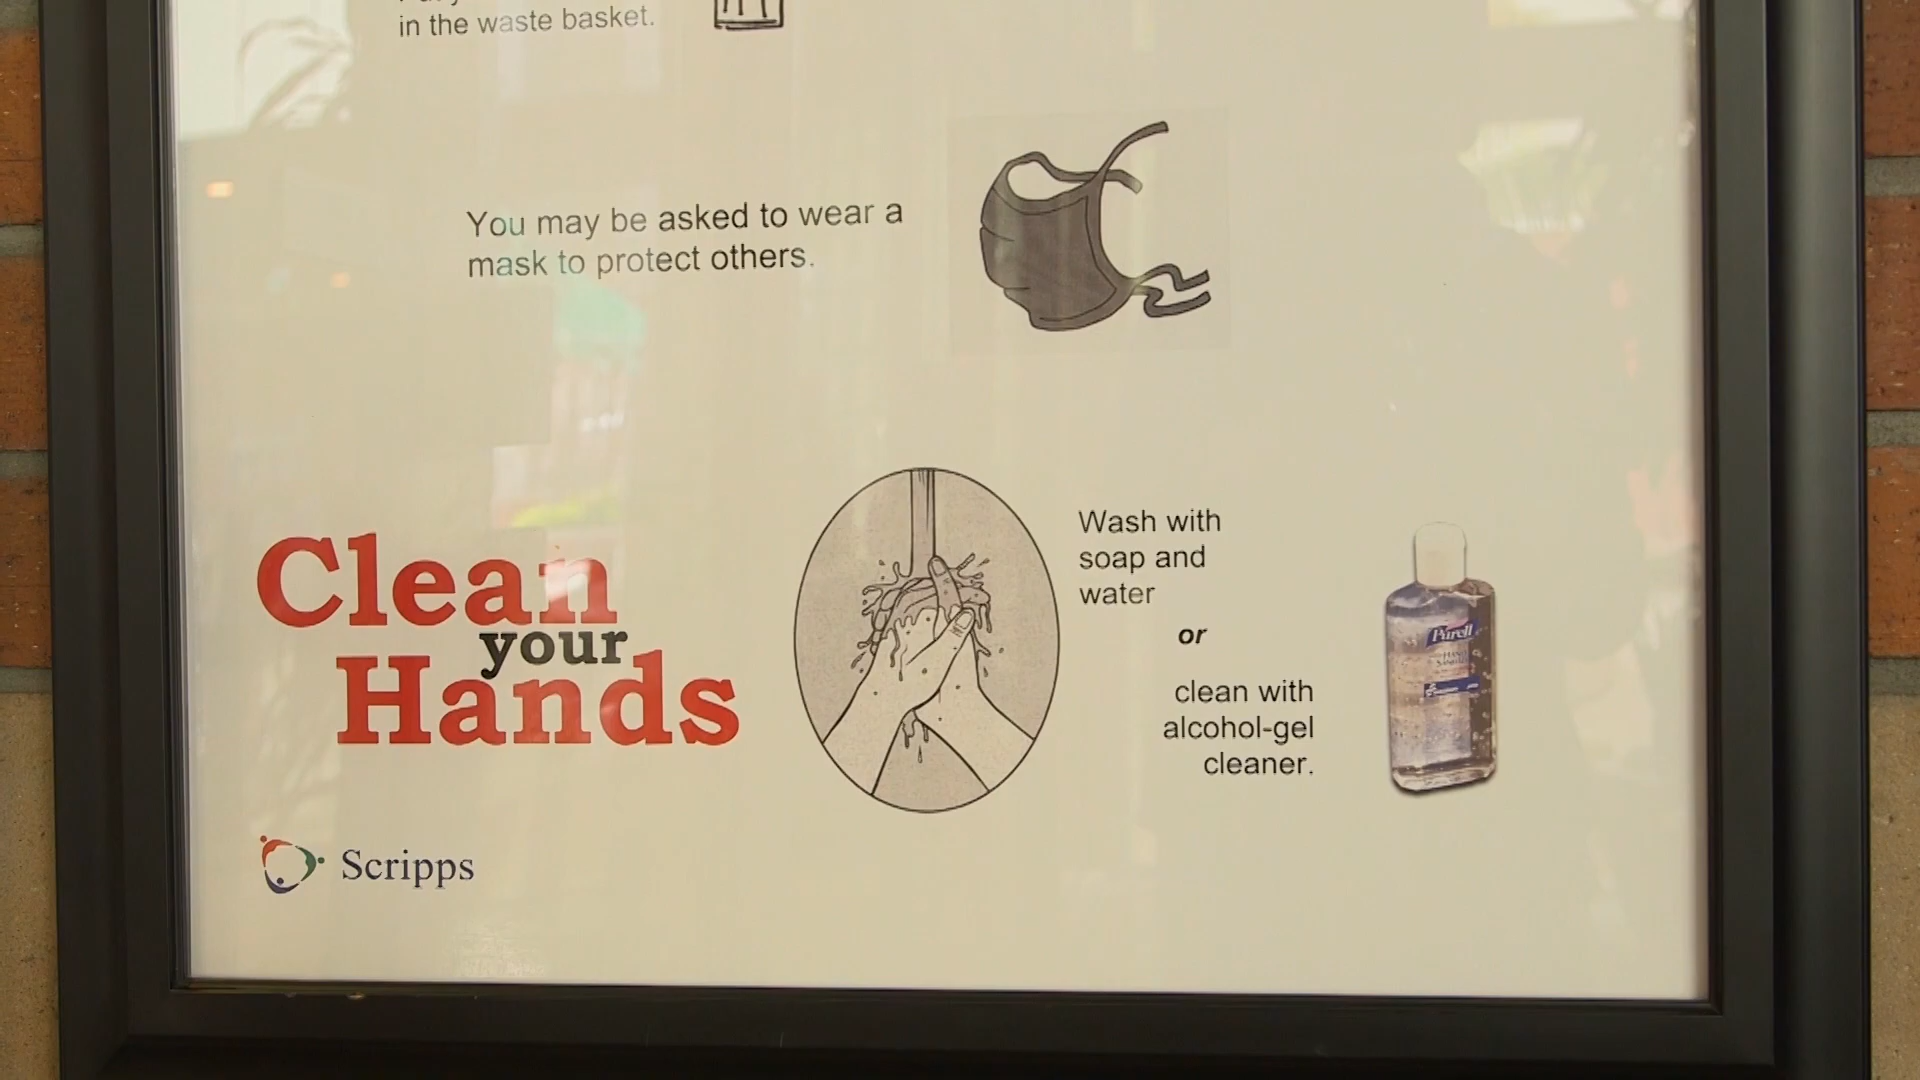 in the waste basket.
You may be asked to wear a
mask to protect others.
Clean
your
Hands
Wash with
soap and
water
or
clean with
alcohol-gel
cleaner.
Purell
Scripps